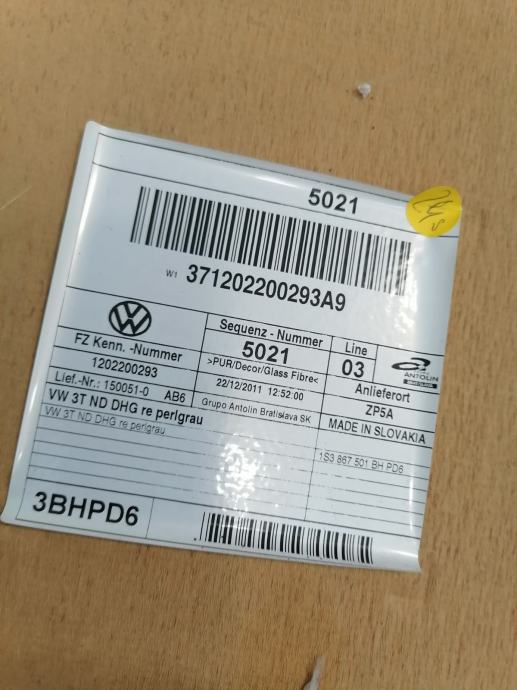 5021
W1 371202200293A9
FZ Kenn. -Nummer
1202200293
Sequenz - Nummer
5021
>PUR/Decor/Glass Fibre<
22/12/2011 12:52:00
Line
03
ANTOLIN
Anlieferort
ZP5A
Lief.-Nr.: 150051-0 AB6
Grupo Antolin Bratislava SK
MADE IN SLOVAKIA
VW 3T ND DHG re perlgrau
VW 3T ND DHG re perlgrau
1S3 867 501 BH PD6
3BHPD6